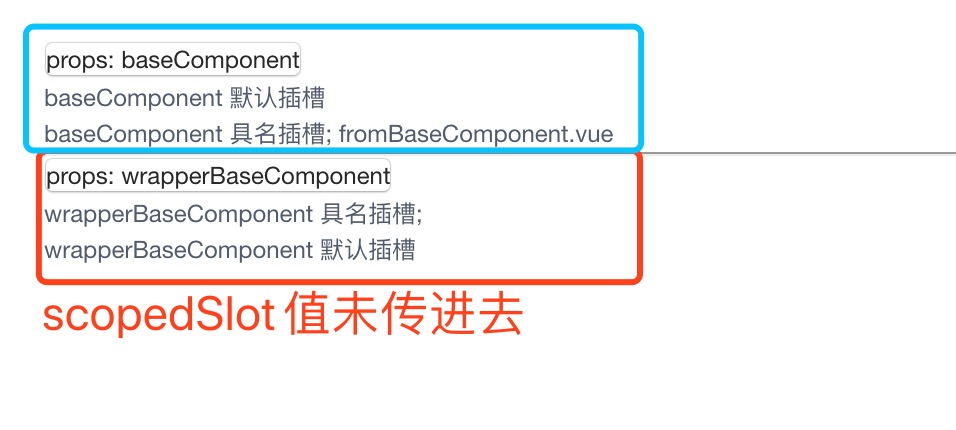 props: baseComponent
baseComponent 默认插槽
baseComponent 具名插槽; fromBaseComponent.vue
props: wrapperBaseComponent
wrapperBaseComponent 具名插槽;
wrapperBaseComponent 默认插槽
scopedSlot 值未传进去